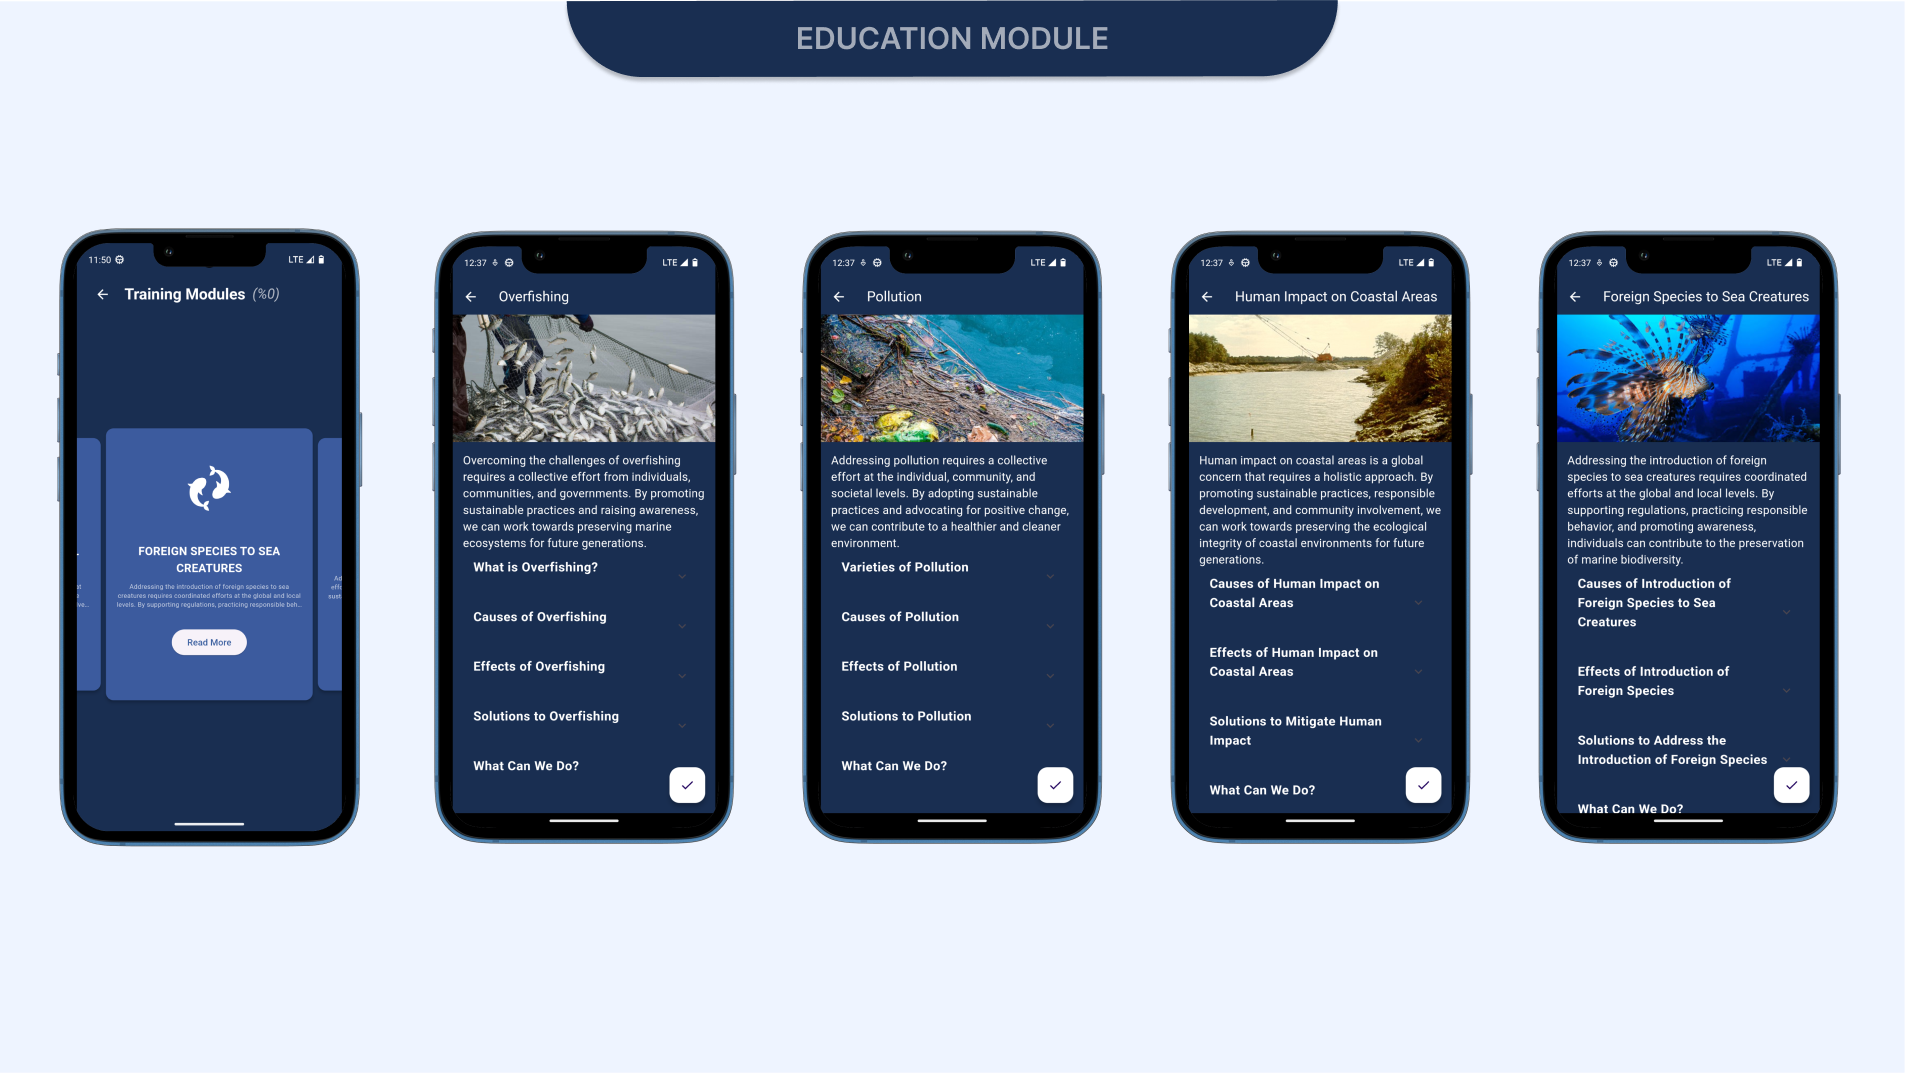 EDUCATION MODULE
11:50
LTE
Training Modules (%0)
FOREIGN SPECIES TO SEA
CREATURES
Addressing the introduction of foreign species to sea
creatures requires coordinated efforts at the global and local
levels. By supporting regulations, practicing responsible beh...
Read More
ve...
Ad
effo
sust
12:37
LTE
Overfishing
Overcoming the challenges of overfishing
requires a collective effort from individuals,
communities, and governments. By promoting
sustainable practices and raising awareness,
we can work towards preserving marine
ecosystems for future generations.
What is Overfishing?
Causes of Overfishing
Effects of Overfishing
Solutions to Overfishing
What Can We Do?
12:37
LTE
Pollution
Addressing pollution requires a collective
effort at the individual, community, and
societal levels. By adopting sustainable
practices and advocating for positive change,
we can contribute to a healthier and cleaner
environment.
Varieties of Pollution
Causes of Pollution
Effects of Pollution
Solutions to Pollution
What Can We Do?
12:37
LTE
Human Impact on Coastal Areas
Human impact on coastal areas is a global
concern that requires a holistic approach. By
promoting sustainable practices, responsible
development, and community involvement, we
can work towards preserving the ecological
integrity of coastal environments for future
generations.
Causes of Human Impact on
Coastal Areas
Effects of Human Impact on
Coastal Areas
Solutions to Mitigate Human
Impact
What Can We Do?
12:37
LTE
Foreign Species to Sea Creatures
Addressing the introduction of foreign
species to sea creatures requires coordinated
efforts at the global and local levels. By
supporting regulations, practicing responsible
behavior, and promoting awareness,
individuals can contribute to the preservation
of marine biodiversity.
Causes of Introduction of
Foreign Species to Sea
Creatures
Effects of Introduction of
Foreign Species
Solutions to Address the
Introduction of Foreign Species
What Can We Do?